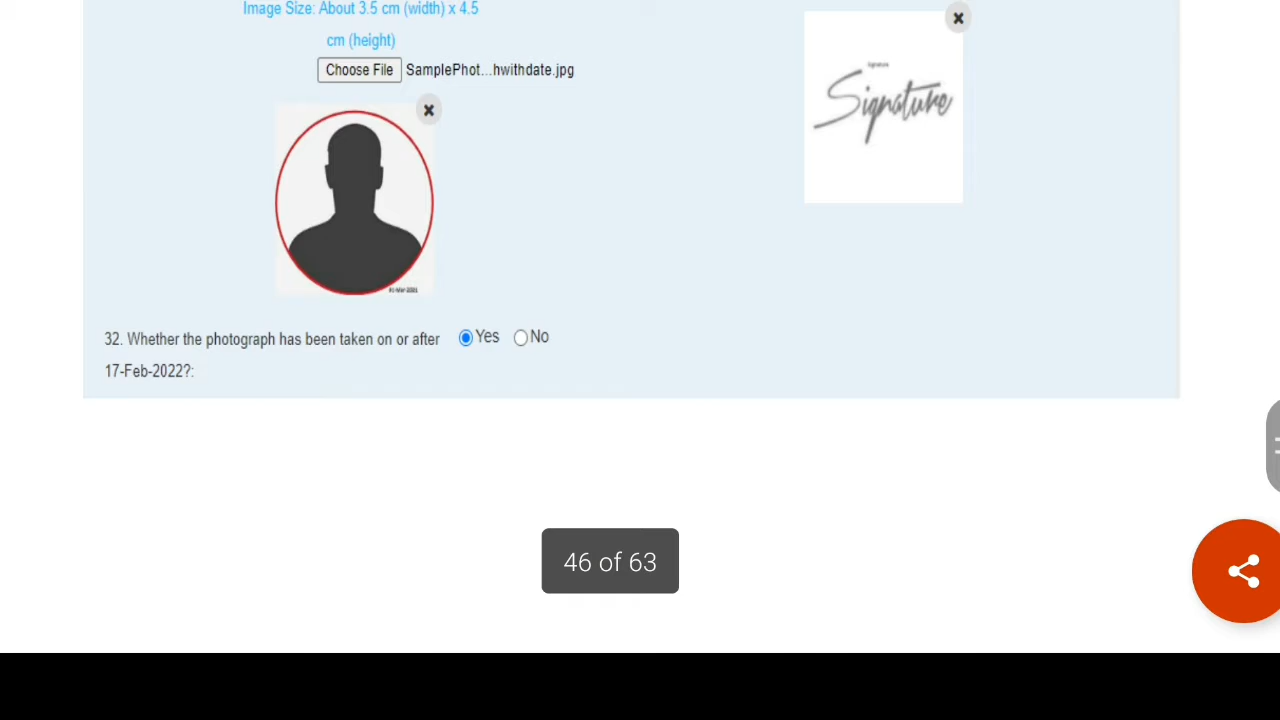 Image Size: About 3.5 cm (width) x 4.5
cm (height)
Choose File SamplePhot...hwithdate.jpg
Signature
Signature
32. Whether the photograph has been taken on or after
Yes No
17-Feb-2022?:
46 of 63